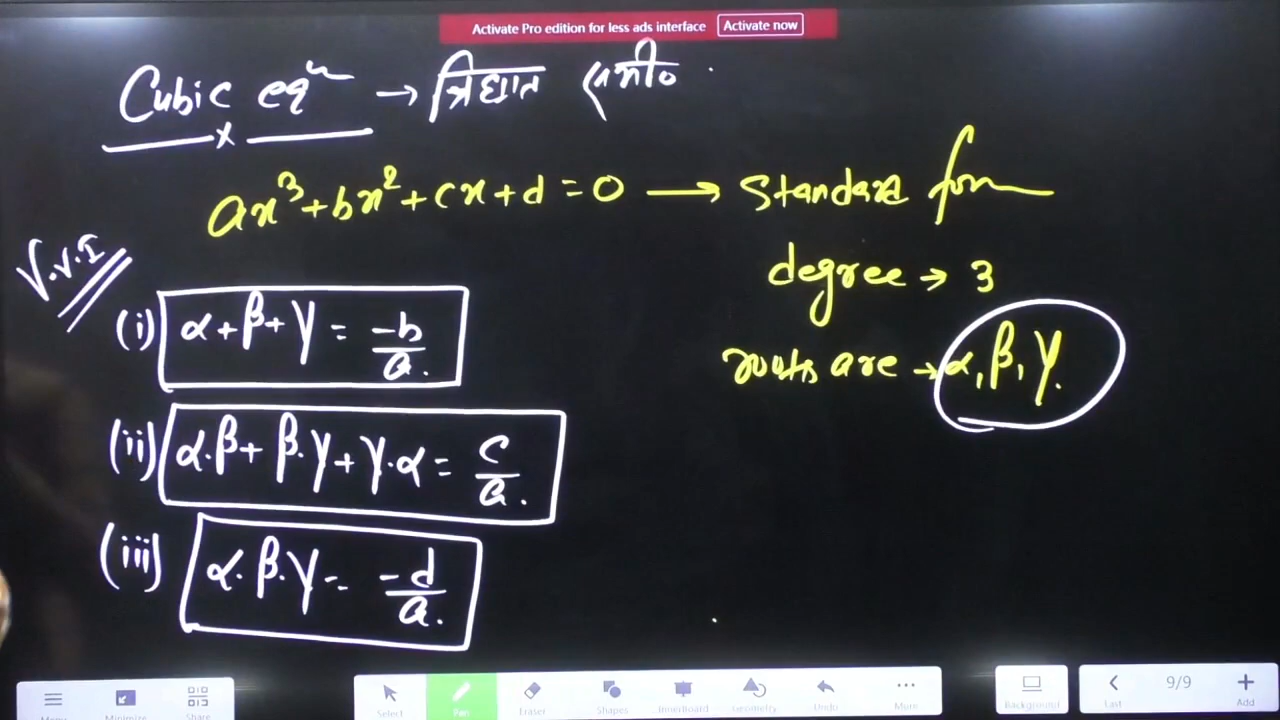 Activate Pro edition for less ads interface Activate now
Cubic eqⁿ → त्रिघात समी०
ax³+bx²+cx+d=0 → Standard form
V.V.I
degree → 3
(i) α+β+γ = -b/a.
roots are → α, β, γ.
(ii) α.β+β.γ+γ.α = c/a.
(iii) α.β.γ = -d/a.
Menu Minimize Share Select Pen Eraser Shapes Geometry Undo More Background Last 9/9 Add